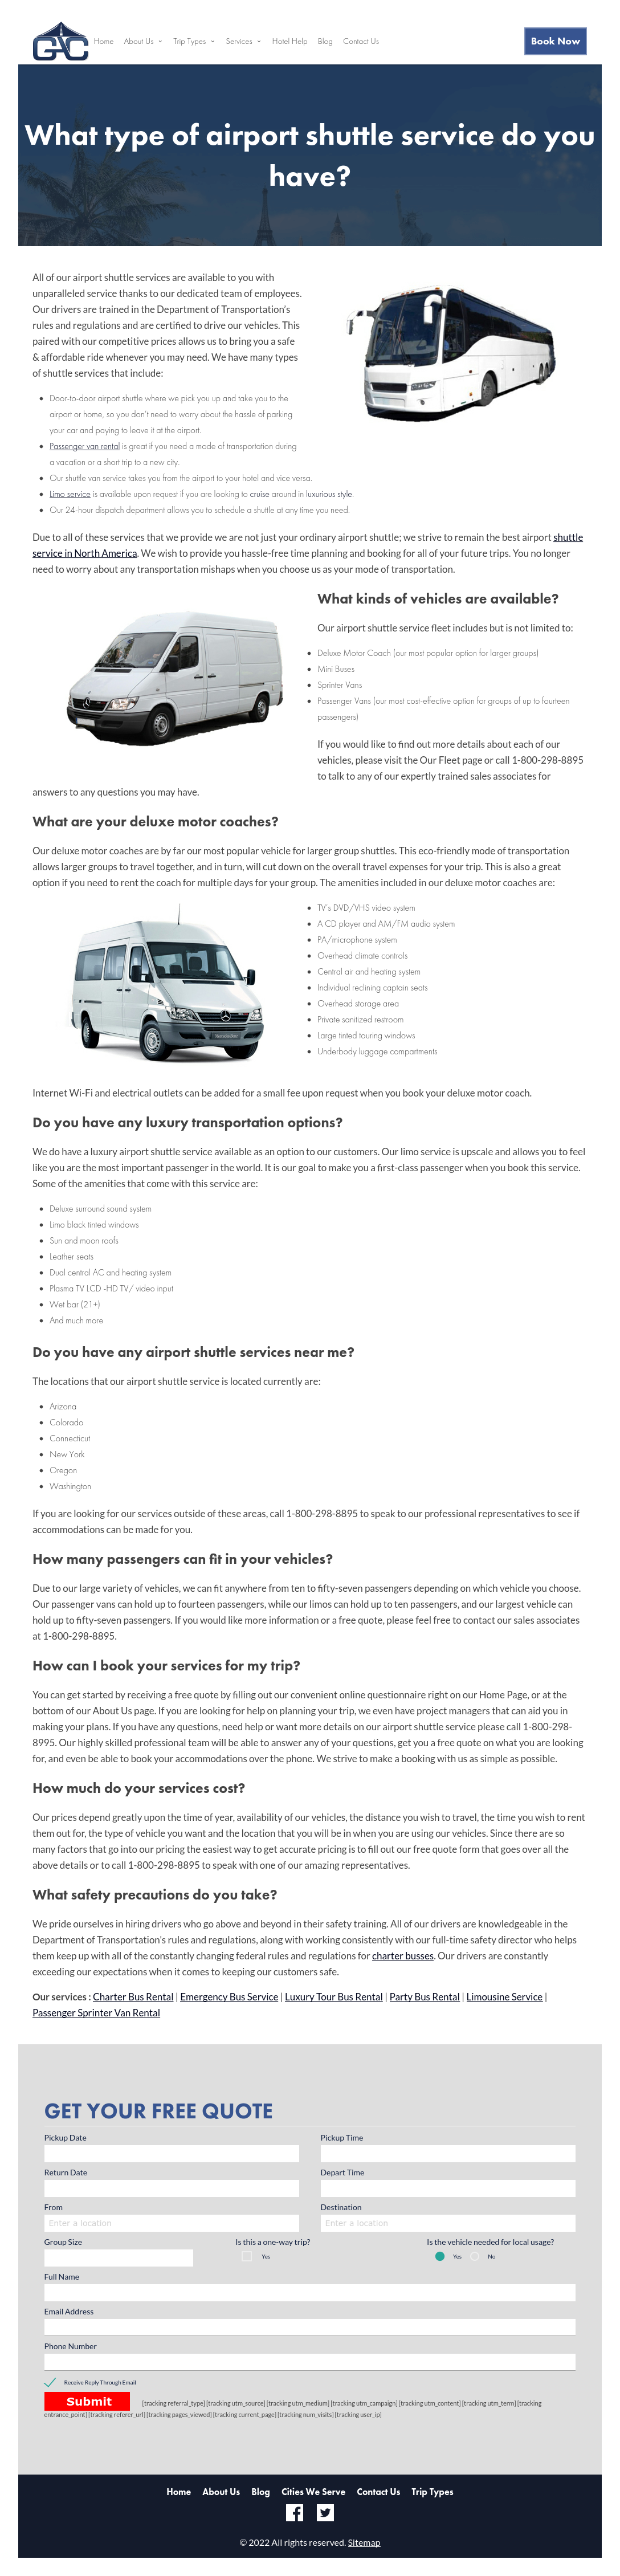 GC
Home About Us Trip Types Services Hotel Help Blog Contact Us
Book Now
What type of airport shuttle service do you
have?
All of our airport shuttle services are available to you with
unparalleled service thanks to our dedicated team of employees.
Our drivers are trained in the Department of Transportation's
rules and regulations and are certified to drive our vehicles. This
paired with our competitive prices allows us to bring you a safe
& affordable ride whenever you may need. We have many types
of shuttle services that include:
Door-to-door airport shuttle where we pick you up and take you to the
airport or home, so you don't need to worry about the hassle of parking
your car and paying to leave it at the airport.
Passenger van rental is great if you need a mode of transportation during
a vacation or a short trip to a new city.
Our shuttle van service takes you from the airport to your hotel and vice versa.
Limo service is available upon request if you are looking to cruise around in luxurious style.
Our 24-hour dispatch department allows you to schedule a shuttle at any time you need.
Due to all of these services that we provide we are not just your ordinary airport shuttle; we strive to remain the best airport shuttle
service in North America. We wish to provide you hassle-free time planning and booking for all of your future trips. You no longer
need to worry about any transportation mishaps when you choose us as your mode of transportation.
What kinds of vehicles are available?
Our airport shuttle service fleet includes but is not limited to:
Deluxe Motor Coach (our most popular option for larger groups)
Mini Buses
Sprinter Vans
Passenger Vans (our most cost-effective option for groups of up to fourteen
passengers)
If you would like to find out more details about each of our
vehicles, please visit the Our Fleet page or call 1-800-298-8895
to talk to any of our expertly trained sales associates for
answers to any questions you may have.
What are your deluxe motor coaches?
Our deluxe motor coaches are by far our most popular vehicle for larger group shuttles. This eco-friendly mode of transportation
allows larger groups to travel together, and in turn, will cut down on the overall travel expenses for your trip. This is also a great
option if you need to rent the coach for multiple days for your group. The amenities included in our deluxe motor coaches are:
TV's DVD/VHS video system
A CD player and AM/FM audio system
PA/microphone system
Overhead climate controls
Central air and heating system
Individual reclining captain seats
Overhead storage area
Private sanitized restroom
Large tinted touring windows
Underbody luggage compartments
Internet Wi-Fi and electrical outlets can be added for a small fee upon request when you book your deluxe motor coach.
Do you have any luxury transportation options?
We do have a luxury airport shuttle service available as an option to our customers. Our limo service is upscale and allows you to feel
like you are the most important passenger in the world. It is our goal to make you a first-class passenger when you book this service.
Some of the amenities that come with this service are:
Deluxe surround sound system
Limo black tinted windows
Sun and moon roofs
Leather seats
Dual central AC and heating system
Plasma TV LCD -HD TV/ video input
Wet bar (21+)
And much more
Do you have any airport shuttle services near me?
The locations that our airport shuttle service is located currently are:
Arizona
Colorado
Connecticut
New York
Oregon
Washington
If you are looking for our services outside of these areas, call 1-800-298-8895 to speak to our professional representatives to see if
accommodations can be made for you.
How many passengers can fit in your vehicles?
Due to our large variety of vehicles, we can fit anywhere from ten to fifty-seven passengers depending on which vehicle you choose.
Our passenger vans can hold up to fourteen passengers, while our limos can hold up to ten passengers, and our largest vehicle can
hold up to fifty-seven passengers. If you would like more information or a free quote, please feel free to contact our sales associates
at 1-800-298-8895.
How can I book your services for my trip?
You can get started by receiving a free quote by filling out our convenient online questionnaire right on our Home Page, or at the
bottom of our About Us page. If you are looking for help on planning your trip, we even have project managers that can aid you in
making your plans. If you have any questions, need help or want more details on our airport shuttle service please call 1-800-298-
8995. Our highly skilled professional team will be able to answer any of your questions, get you a free quote on what you are looking
for, and even be able to book your accommodations over the phone. We strive to make a booking with us as simple as possible.
How much do your services cost?
Our prices depend greatly upon the time of year, availability of our vehicles, the distance you wish to travel, the time you wish to rent
them out for, the type of vehicle you want and the location that you will be in when you are using our vehicles. Since there are so
many factors that go into our pricing the easiest way to get accurate pricing is to fill out our free quote form that goes over all the
above details or to call 1-800-298-8895 to speak with one of our amazing representatives.
What safety precautions do you take?
We pride ourselves in hiring drivers who go above and beyond in their safety training. All of our drivers are knowledgeable in the
Department of Transportation's rules and regulations, along with working consistently with our full-time safety director who helps
them keep up with all of the constantly changing federal rules and regulations for charter busses. Our drivers are constantly
exceeding our expectations when it comes to keeping our customers safe.
Our services : Charter Bus Rental | Emergency Bus Service | Luxury Tour Bus Rental | Party Bus Rental | Limousine Service |
Passenger Sprinter Van Rental
GET YOUR FREE QUOTE
Pickup Date Pickup Time
Return Date Depart Time
From Destination
Enter a location Enter a location
Group Size Is this a one-way trip? Is the vehicle needed for local usage?
Yes Yes No
Full Name
Email Address
Phone Number
Receive Reply Through Email
Submit [tracking referral_type] [tracking utm_source] [tracking utm_medium] [tracking utm_campaign] [tracking utm_content] [tracking utm_term] [tracking
entrance_point] [tracking referer_url] [tracking pages_viewed] [tracking current_page] [tracking num_visits] [tracking user_ip]
Home About Us Blog Cities We Serve Contact Us Trip Types
© 2022 All rights reserved. Sitemap